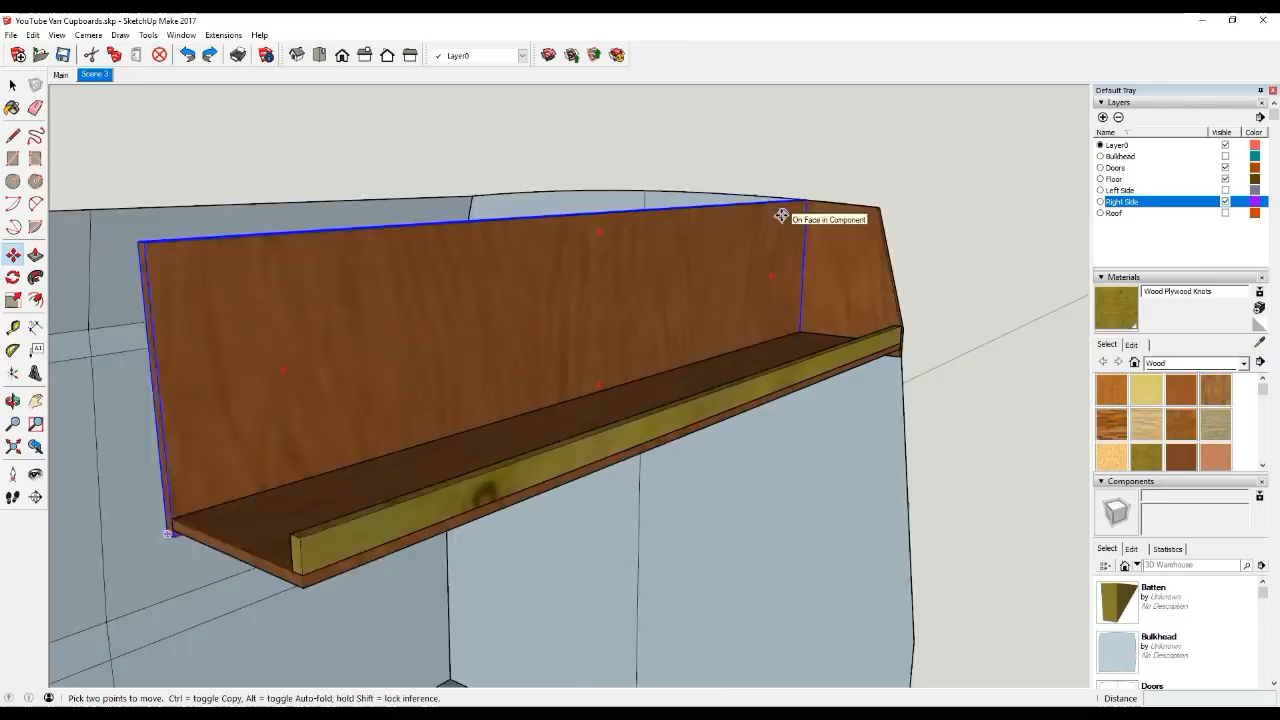 YouTube Van Cupboards.skp - SketchUp Make 2017
File Edit View Camera Draw Tools Window Extensions Help
Layer0
Main Scene 3
Default Tray
Layers
Name Visible Color
Layer0
Bulkhead
Doors
Floor
Left Side
Right Side
Roof
On Face in Component
Materials
Wood Plywood Knots
Select Edit
Wood
Components
Select Edit Statistics
3D Warehouse
Batten
by Unknown
No Description
Bulkhead
by Unknown
No Description
Doors
Pick two points to move. Ctrl = toggle Copy, Alt = toggle Auto-fold, hold Shift = lock inference.
Distance